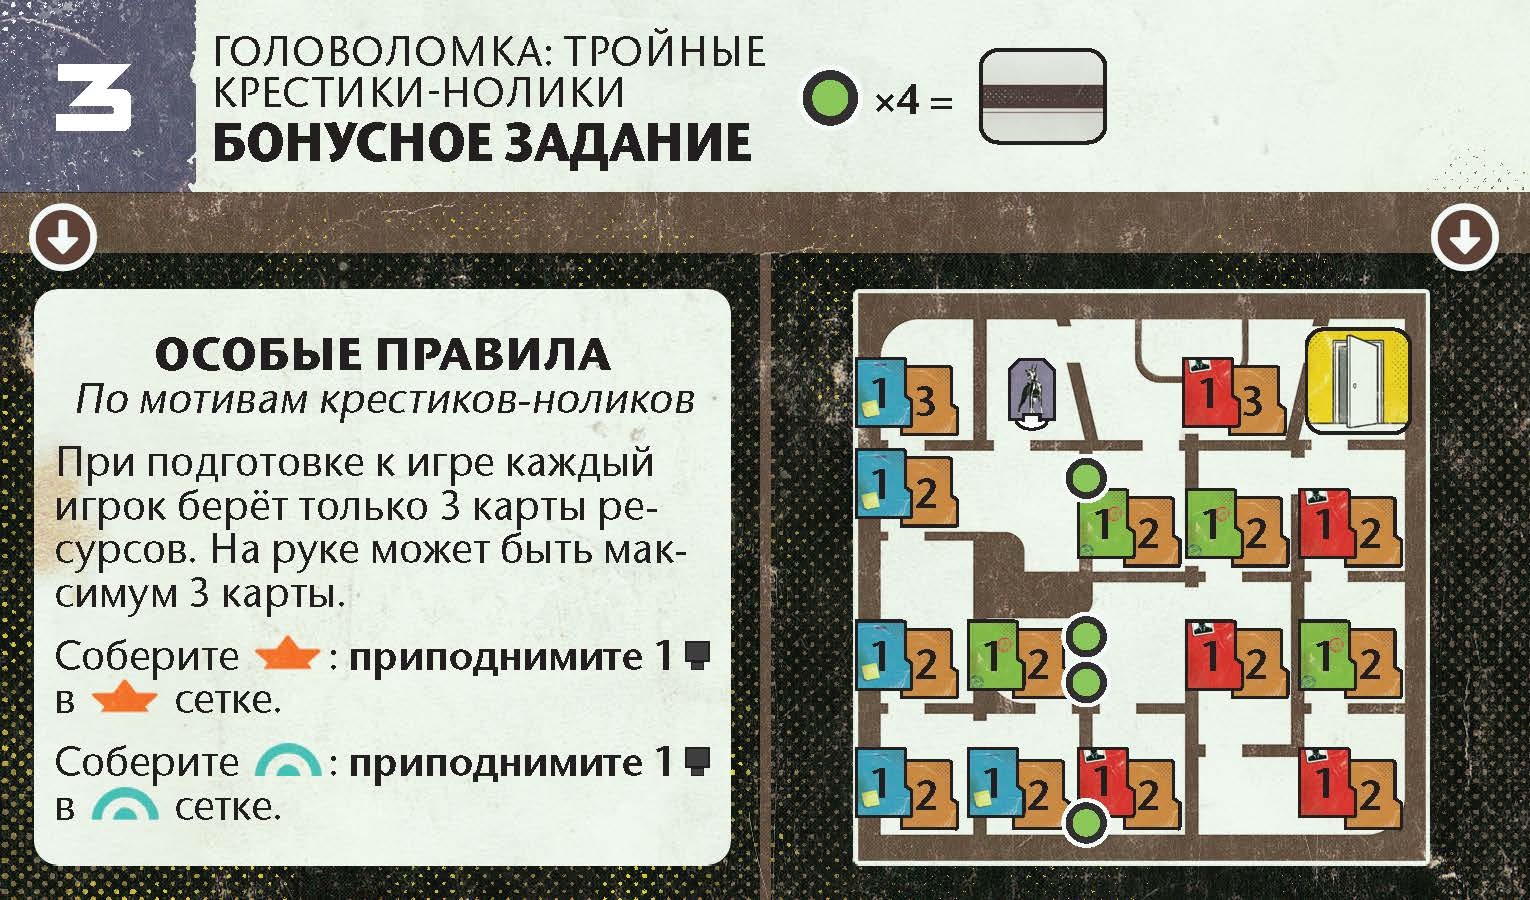 3
ГОЛОВОЛОМКА: ТРОЙНЫЕ
КРЕСТИКИ-НОЛИКИ
БОНУСНОЕ ЗАДАНИЕ
×4 =
ОСОБЫЕ ПРАВИЛА
По мотивам крестиков-ноликов
При подготовке к игре каждый
игрок берёт только 3 карты ре-
сурсов. На руке может быть мак-
симум 3 карты.
Соберите : приподнимите 1
в сетке.
Соберите : приподнимите 1
в сетке.
1 3 1 3
1 2
1 2 1 2 1 2
1 2 1 2 1 2 1 2
1 2 1 2 1 2 1 2